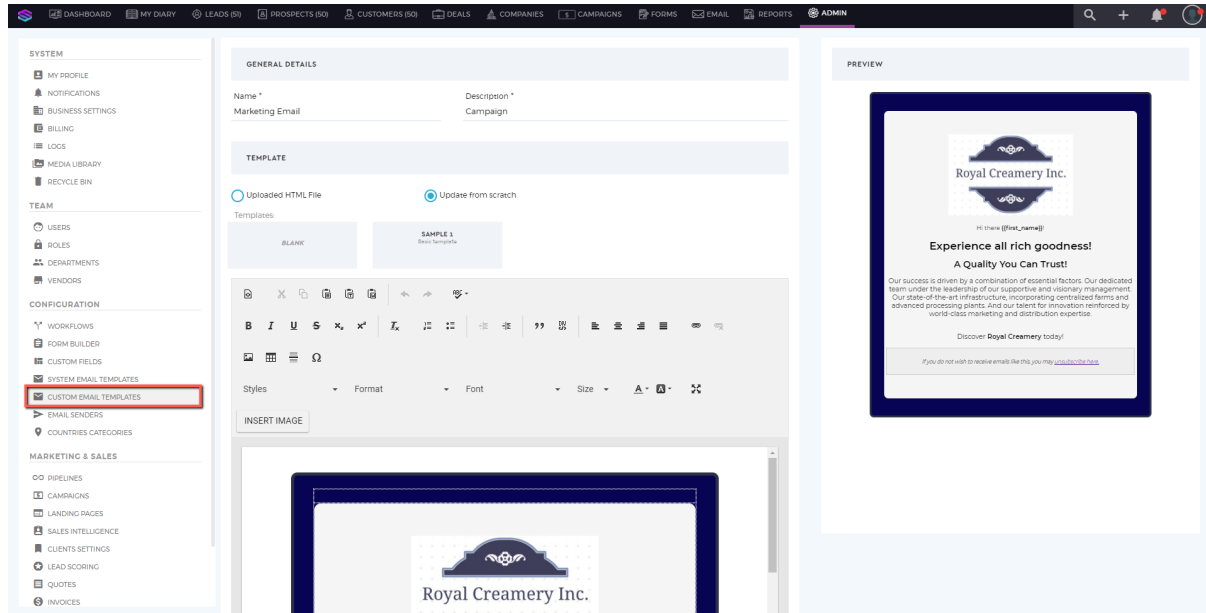 DASHBOARD MY DIARY LEADS (51) PROSPECTS (50) CUSTOMERS (50) DEALS COMPANIES CAMPAIGNS FORMS EMAIL REPORTS ADMIN
SYSTEM
MY PROFILE
NOTIFICATIONS
BUSINESS SETTINGS
BILLING
LOGS
MEDIA LIBRARY
RECYCLE BIN
TEAM
USERS
ROLES
DEPARTMENTS
VENDORS
CONFIGURATION
WORKFLOWS
FORM BUILDER
CUSTOM FIELDS
SYSTEM EMAIL TEMPLATES
CUSTOM EMAIL TEMPLATES
EMAIL SENDERS
COUNTRIES CATEGORIES
MARKETING & SALES
PIPELINES
CAMPAIGNS
LANDING PAGES
SALES INTELLIGENCE
CLIENTS SETTINGS
LEAD SCORING
QUOTES
INVOICES
GENERAL DETAILS
Name * Description *
Marketing Email Campaign
TEMPLATE
Uploaded HTML File Update from scratch
Templates:
BLANK
SAMPLE 1
Basic template
Styles Format Font Size
INSERT IMAGE
Royal Creamery Inc.
PREVIEW
Royal Creamery Inc.
Hi there {{first_name}}!
Experience all rich goodness!
A Quality You Can Trust!
Our success is driven by a combination of essential factors. Our dedicated
team under the leadership of our supportive and visionary management.
Our state-of-the-art infrastructure, incorporating centralized farms and
advanced processing plants. And our talent for innovation reinforced by
world-class marketing and distribution expertise.
Discover Royal Creamery today!
If you do not wish to receive emails like this, you may unsubscribe here.